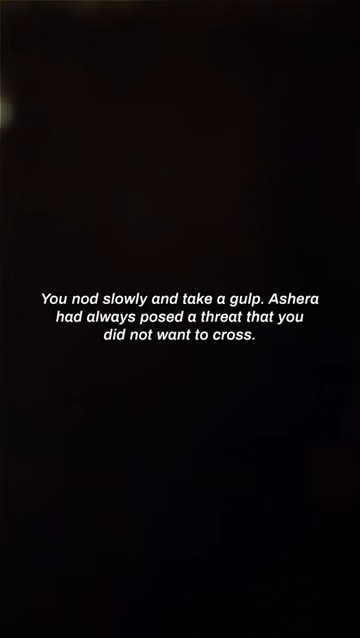 You nod slowly and take a gulp. Ashera
had always posed a threat that you
did not want to cross.